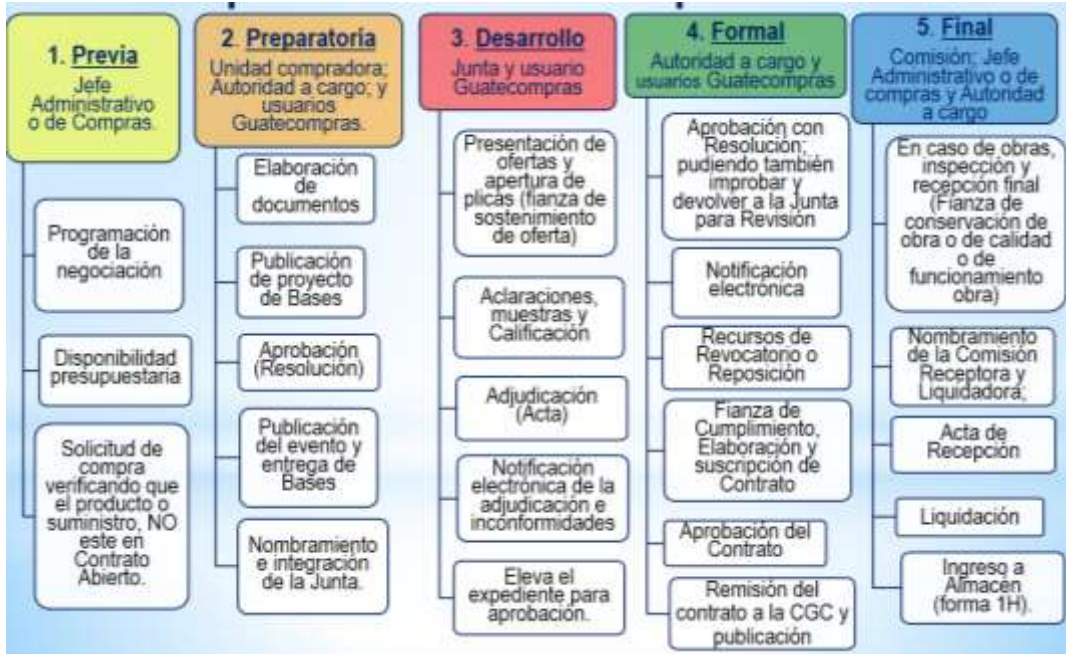 1. Previa
Jefe
Administrativo
o de Compras.
Programación
de la
negociación
Disponibilidad
presupuestaria
Solicitud de
compra
verificando que
el producto o
suministro, NO
este en
Contrato
Abierto.
2. Preparatoria
Unidad compradora;
Autoridad a cargo; y
usuarios
Guatecompras.
Elaboración
de
documentos
Publicación
de proyecto
de Bases
Aprobación
(Resolución)
Publicación
del evento y
entrega de
Bases
Nombramiento
e integración
de la Junta.
3. Desarrollo
Junta y usuario
Guatecompras
Presentación de
ofertas y
apertura de
plicas (fianza de
sostenimiento
de oferta)
Aclaraciones,
muestras y
Calificación
Adjudicación
(Acta)
Notificación
electrónica de la
adjudicación e
inconformidades
Eleva el
expediente para
aprobación.
4. Formal
Autoridad a cargo y
usuarios Guatecompras
Aprobación con
Resolución;
pudiendo también
improbar y
devolver a la Junta
para Revisión
Notificación
electrónica
Recursos de
Revocatorio o
Reposición
Fianza de
Cumplimiento,
Elaboración y
suscripción de
Contrato
Aprobación del
Contrato
Remisión del
contrato a la CGC y
publicación
5. Final
Comisión; Jefe
Administrativo o de
compras y Autoridad
a cargo
En caso de obras,
inspección y
recepción final
(Fianza de
conservación de
obra o de calidad
o de
funcionamiento
obra)
Nombramiento
de la Comisión
Receptora y
Liquidadora;
Acta de
Recepción
Liquidación
Ingreso a
Almacén
(forma 1H).